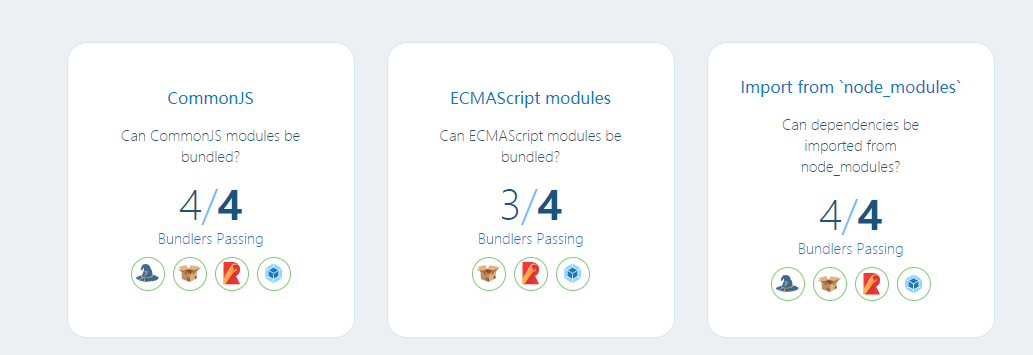 CommonJS
Can CommonJS modules be
bundled?
4/4
Bundlers Passing
ECMAScript modules
Can ECMAScript modules be
bundled?
3/4
Bundlers Passing
Import from `node_modules`
Can dependencies be
imported from
node_modules?
4/4
Bundlers Passing